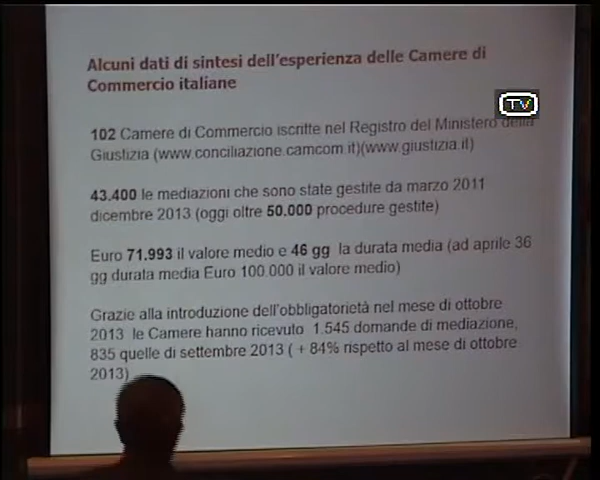 Alcuni dati di sintesi dell'esperienza delle Camere di
Commercio italiane
TV
102 Camere di Commercio iscritte nel Registro del Ministero della
Giustizia (www.conciliazione.camcom.it)(www.giustizia.it)
43.400 le mediazioni che sono state gestite da marzo 2011
dicembre 2013 (oggi oltre 50.000 procedure gestite)
Euro 71.993 il valore medio e 46 gg la durata media (ad aprile 36
gg durata media Euro 100.000 il valore medio)
Grazie alla introduzione dell'obbligatorietà nel mese di ottobre
2013 le Camere hanno ricevuto 1.545 domande di mediazione,
835 quelle di settembre 2013 ( + 84% rispetto al mese di ottobre
2013)